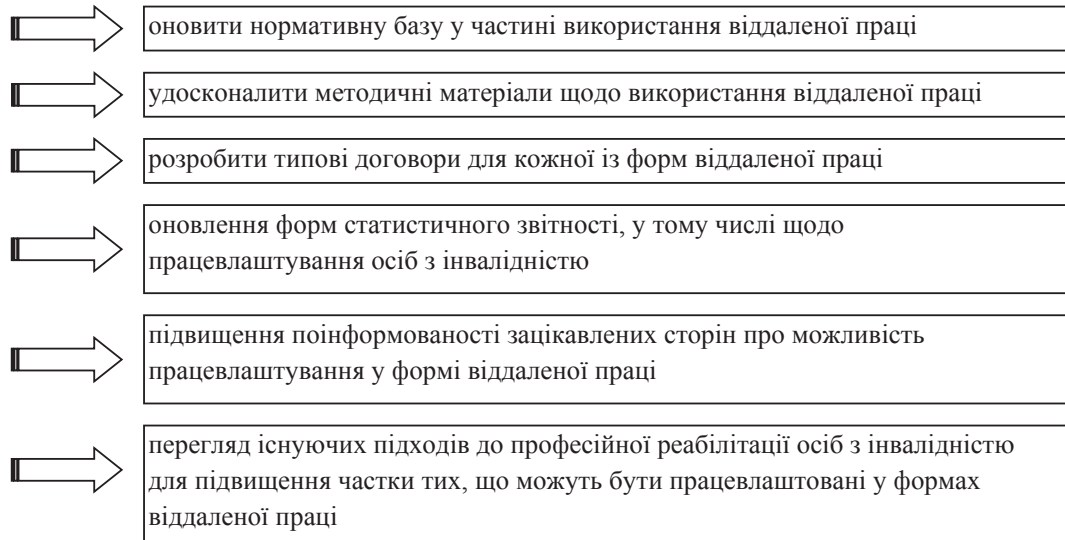 оновити нормативну базу у частині використання віддаленої праці
удосконалити методичні матеріали щодо використання віддаленої праці
розробити типові договори для кожної із форм віддаленої праці
оновлення форм статистичного звітності, у тому числі щодо
працевлаштування осіб з інвалідністю
підвищення поінформованості зацікавлених сторін про можливість
працевлаштування у формі віддаленої праці
перегляд існуючих підходів до професійної реабілітації осіб з інвалідністю
для підвищення частки тих, що можуть бути працевлаштовані у формах
віддаленої праці